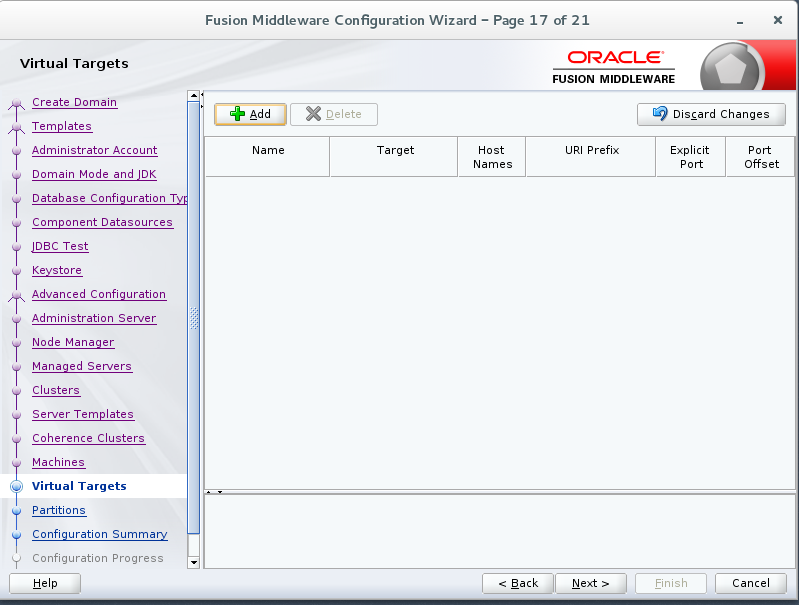 Fusion Middleware Configuration Wizard – Page 17 of 21
Virtual Targets
ORACLE
FUSION MIDDLEWARE
Create Domain
Templates
Administrator Account
Domain Mode and JDK
Database Configuration Typ
Component Datasources
JDBC Test
Keystore
Advanced Configuration
Administration Server
Node Manager
Managed Servers
Clusters
Server Templates
Coherence Clusters
Machines
Virtual Targets
Partitions
Configuration Summary
Configuration Progress
Add Delete Discard Changes
Name Target Host Names URI Prefix Explicit Port Port Offset
Help < Back Next > Finish Cancel